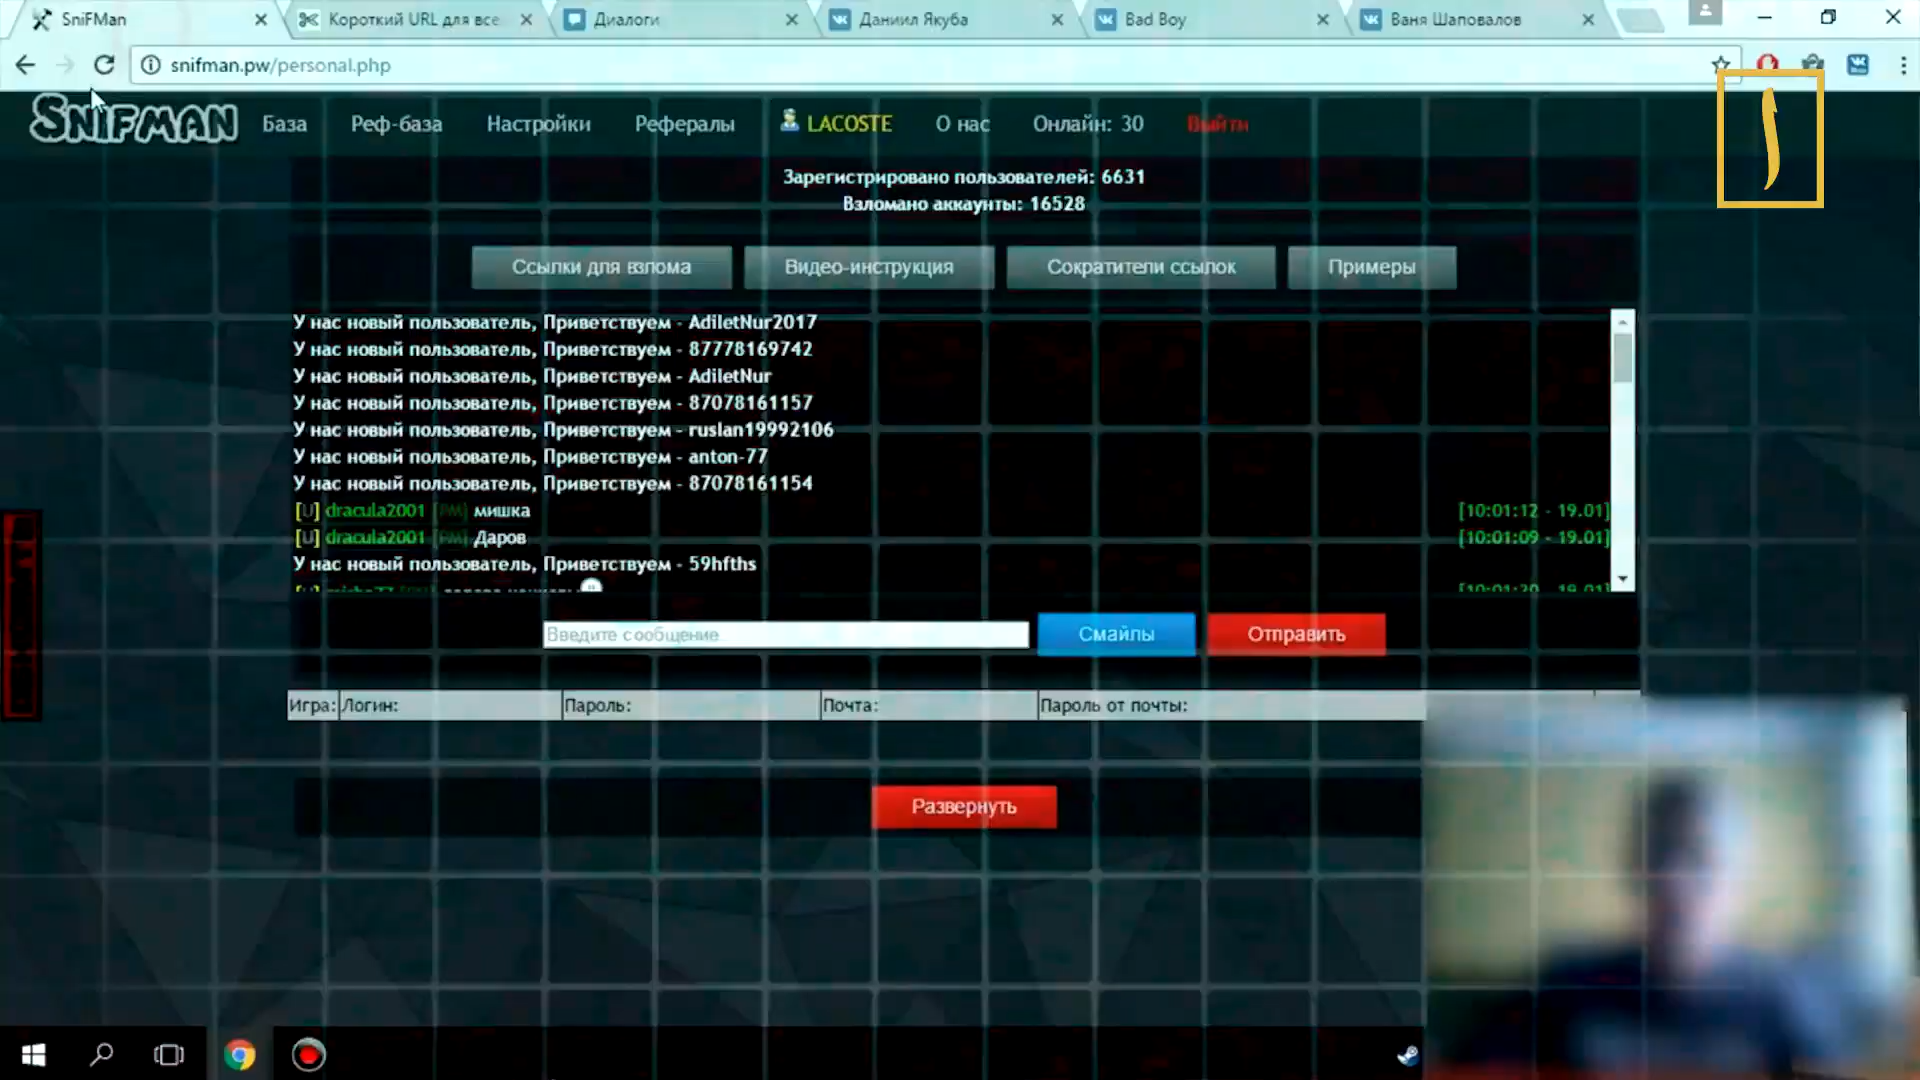 SniFMan
Короткий URL для все
Диалоги
Даниил Якуба
Bad Boy
Ваня Шаповалов
snifman.pw/personal.php
SNIFMAN
База
Реф-база
Настройки
Рефералы
LACOSTE
О нас
Онлайн: 30
Выйти
Зарегистрировано пользователей: 6631
Взломано аккаунты: 16528
Ссылки для взлома
Видео-инструкция
Сократители ссылок
Примеры
У нас новый пользователь, Приветствуем - AdiletNur2017
У нас новый пользователь, Приветствуем - 87778169742
У нас новый пользователь, Приветствуем - AdiletNur
У нас новый пользователь, Приветствуем - 87078161157
У нас новый пользователь, Приветствуем - ruslan19992106
У нас новый пользователь, Приветствуем - anton-77
У нас новый пользователь, Приветствуем - 87078161154
[U] dracula2001 [PM] мишка [10:01:12 - 19.01]
[U] dracula2001 [PM] Даров [10:01:09 - 19.01]
У нас новый пользователь, Приветствуем - 59hfths
Введите сообщение
Смайлы
Отправить
Игра: Логин: Пароль: Почта: Пароль от почты:
Развернуть